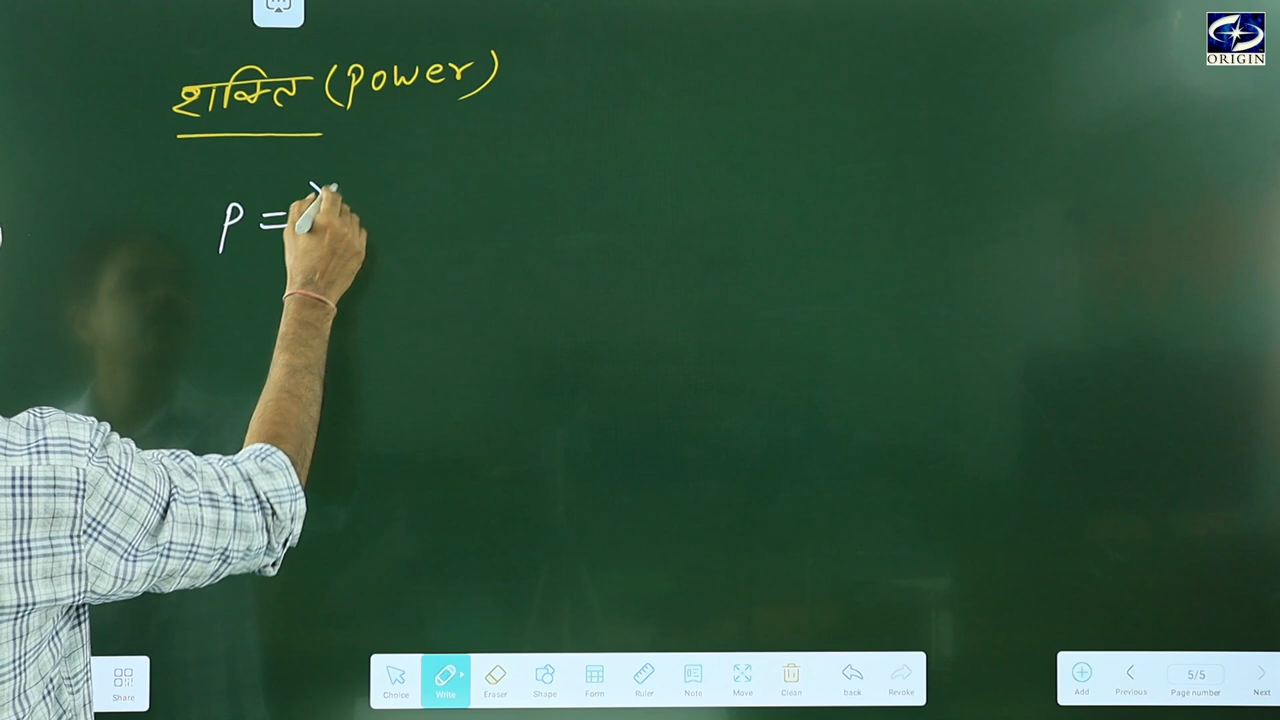 शक्ति (Power)
P =
ORIGIN
Share
Choice
Write
Eraser
Shape
Form
Ruler
Note
Move
Clean
back
Revoke
Add
Previous
5/5
Page number
Next